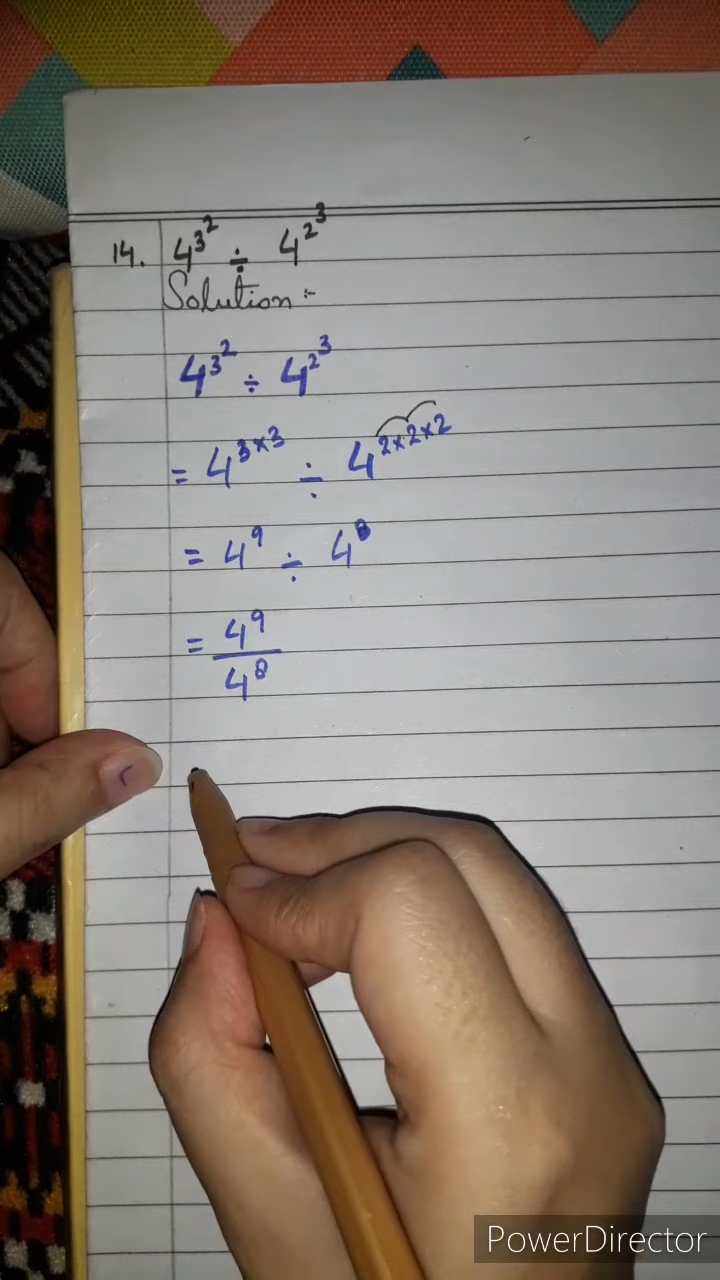 14. 4^3^2 ÷ 4^2^3
Solution :-
4^3^2 ÷ 4^2^3
= 4^3×3 ÷ 4^2×2×2
= 4^9 ÷ 4^8
= 4^9/4^8
PowerDirector